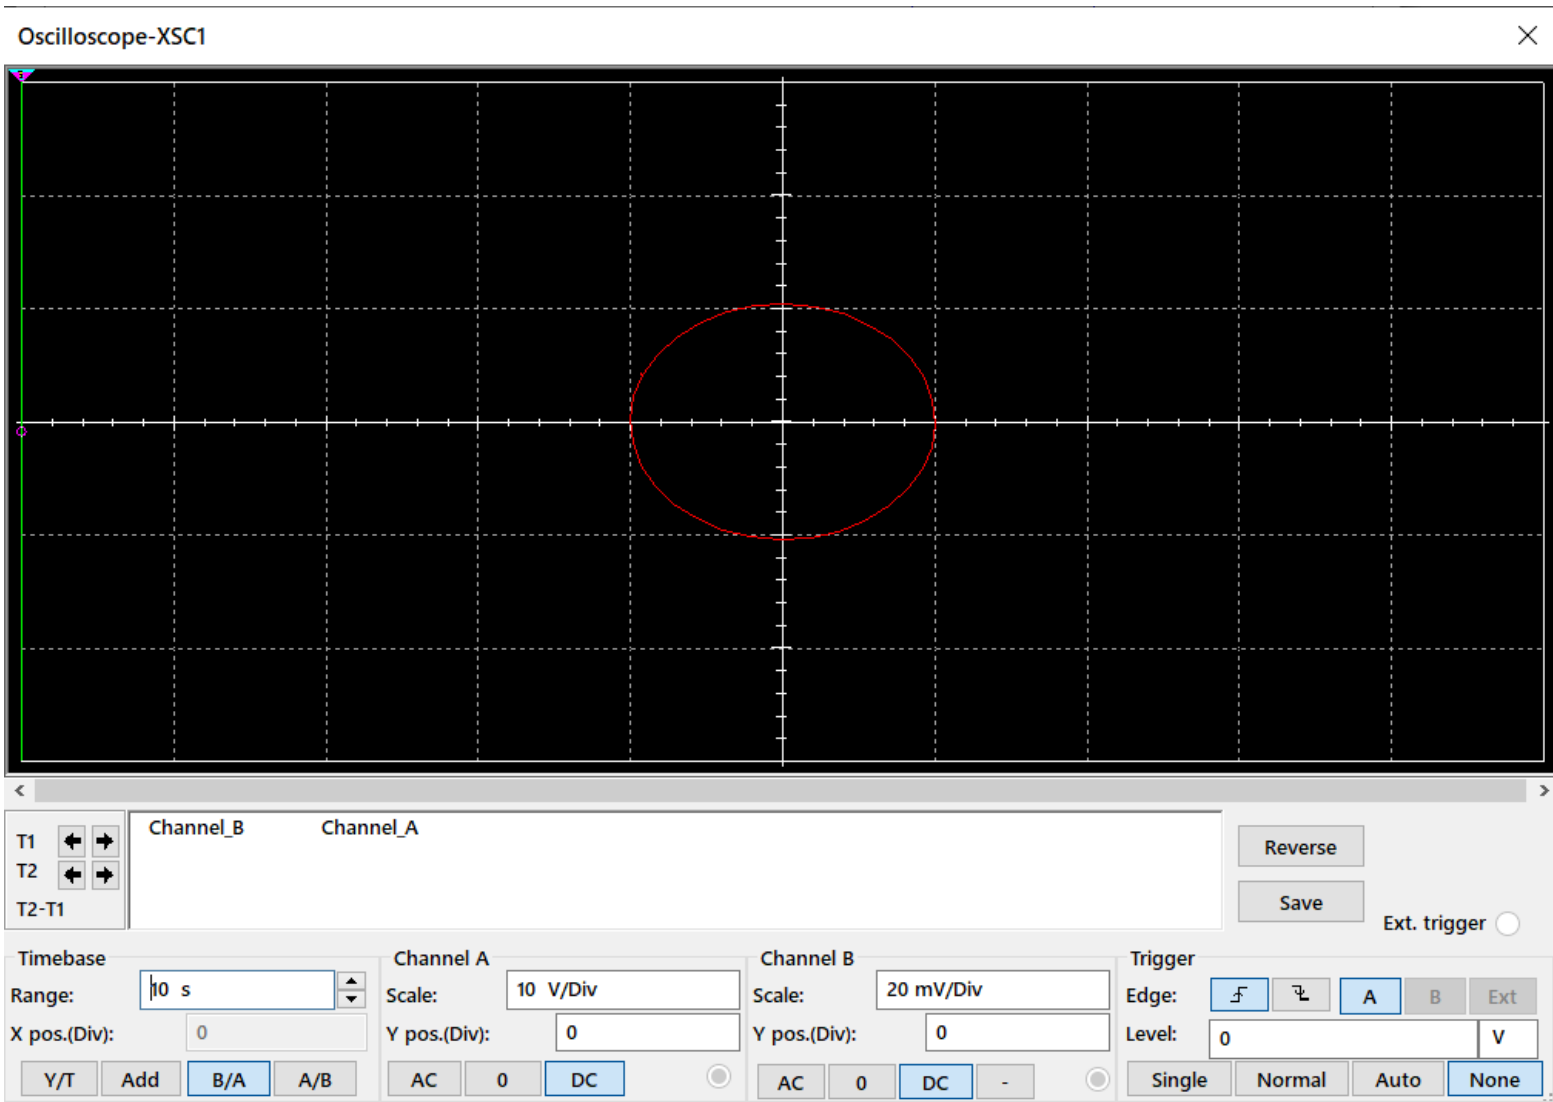 Oscilloscope-XSC1
Channel_B Channel_A
T1
T2
T2-T1
Reverse
Save
Ext. trigger
Timebase
Range: 10 s
X pos.(Div): 0
Y/T Add B/A A/B
Channel A
Scale: 10 V/Div
Y pos.(Div): 0
AC 0 DC
Channel B
Scale: 20 mV/Div
Y pos.(Div): 0
AC 0 DC -
Trigger
Edge: A B Ext
Level: 0 V
Single Normal Auto None